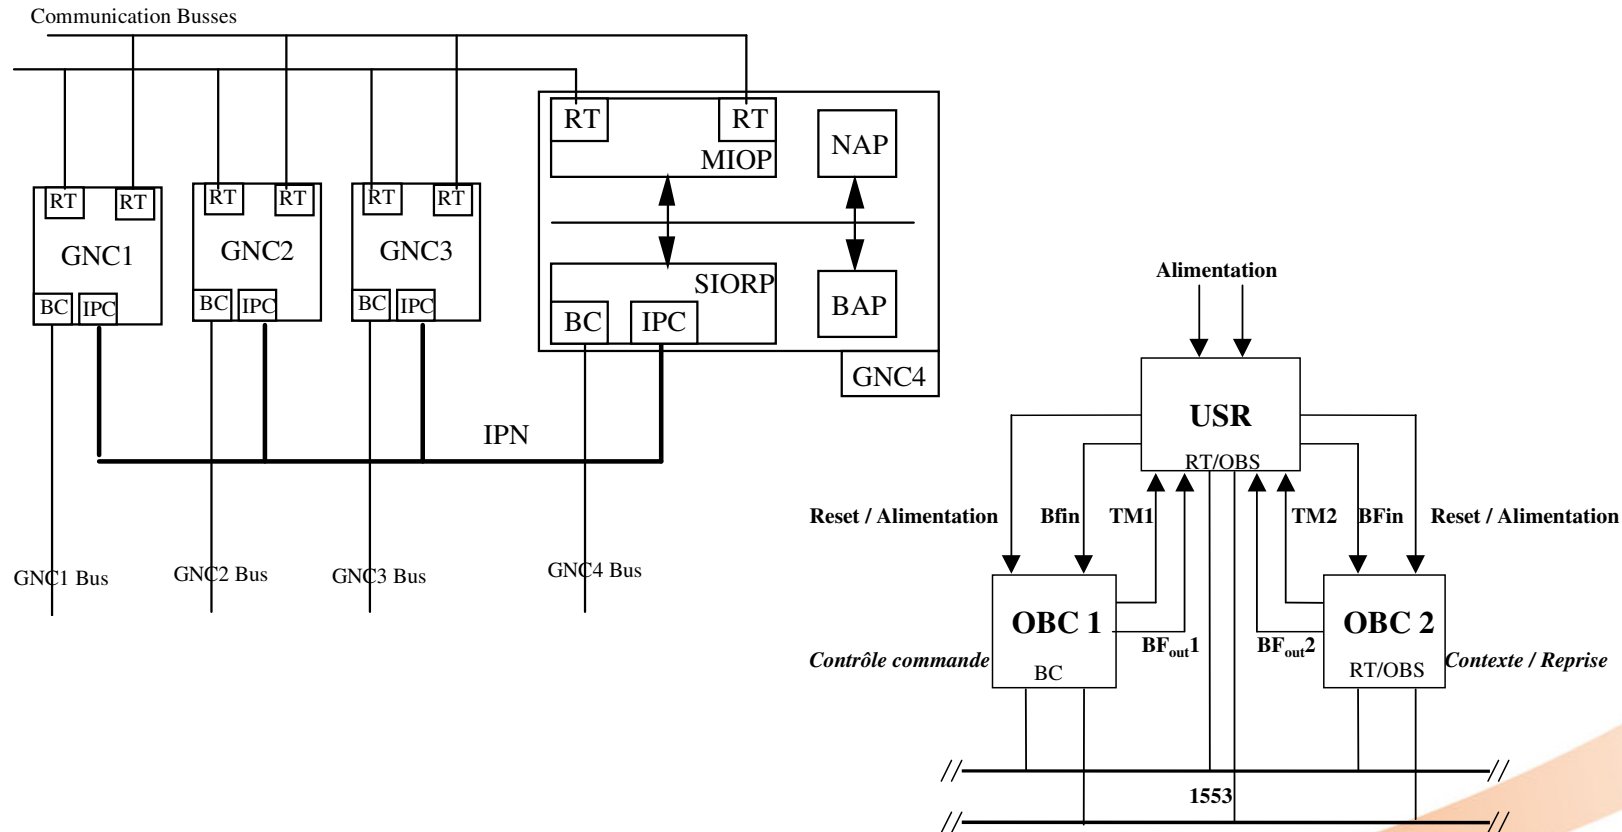 Communication Busses
RT
RT
MIOP
NAP
RT
RT
GNC1
BC
IPC
RT
RT
GNC2
BC
IPC
RT
RT
GNC3
BC
IPC
SIORP
BC
IPC
BAP
GNC4
IPN
GNC1 Bus
GNC2 Bus
GNC3 Bus
GNC4 Bus
Alimentation
USR
RT/OBS
Reset / Alimentation
Bfin
TM1
TM2
BFin
Reset / Alimentation
OBC 1
BC
BFout1
BFout2
OBC 2
RT/OBS
Contrôle commande
Contexte / Reprise
//
//
1553
//
//